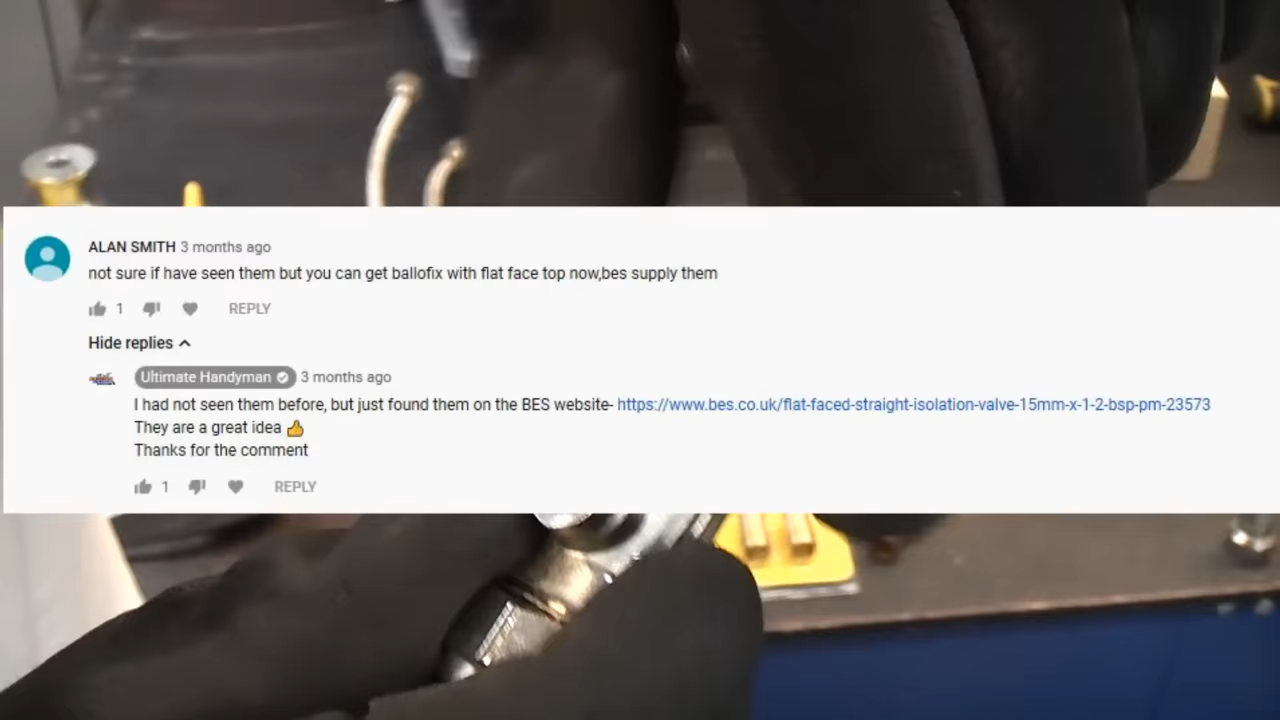 ALAN SMITH 3 months ago
not sure if have seen them but you can get ballofix with flat face top now,bes supply them
1 REPLY
Hide replies
Ultimate Handyman 3 months ago
I had not seen them before, but just found them on the BES website- https://www.bes.co.uk/flat-faced-straight-isolation-valve-15mm-x-1-2-bsp-pm-23573
They are a great idea 👍
Thanks for the comment
1 REPLY